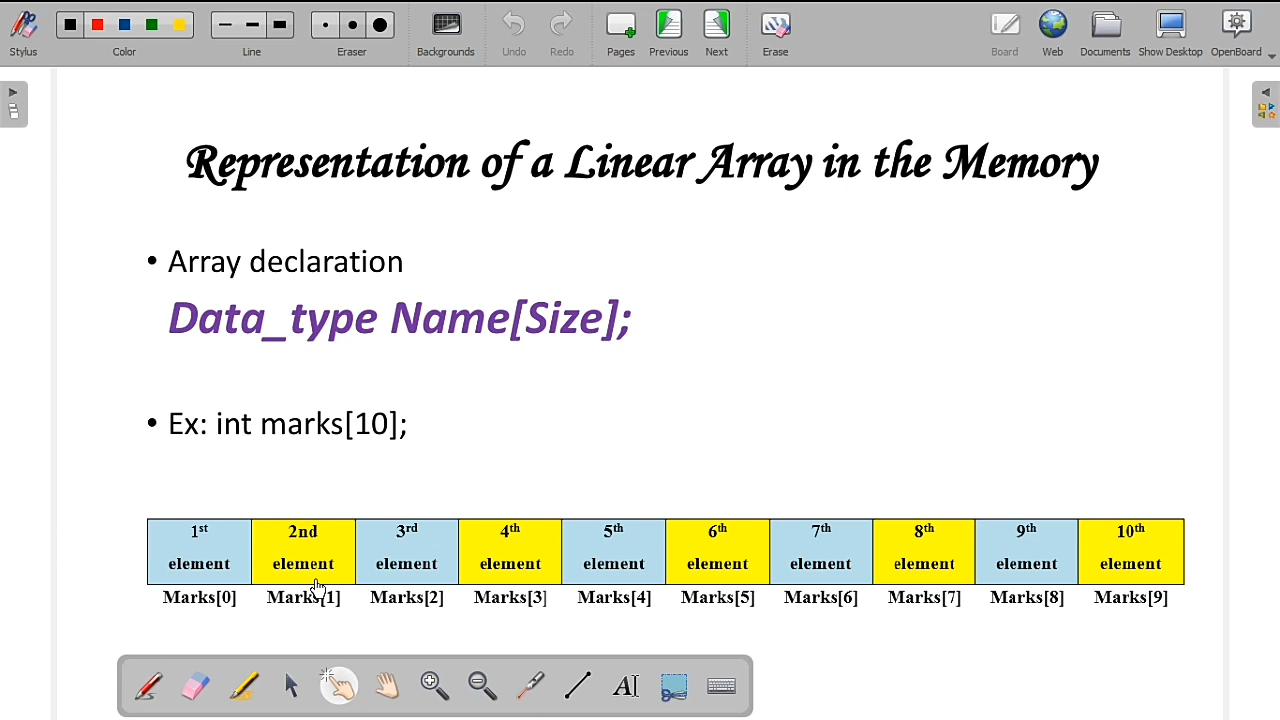 Stylus Color Line Eraser Backgrounds Undo Redo Pages Previous Next Erase Board Web Documents Show Desktop OpenBoard
Representation of a Linear Array in the Memory
• Array declaration
Data_type Name[Size];
• Ex: int marks[10];
1st 2nd 3rd 4th 5th 6th 7th 8th 9th 10th
element element element element element element element element element element
Marks[0] Marks[1] Marks[2] Marks[3] Marks[4] Marks[5] Marks[6] Marks[7] Marks[8] Marks[9]
AI